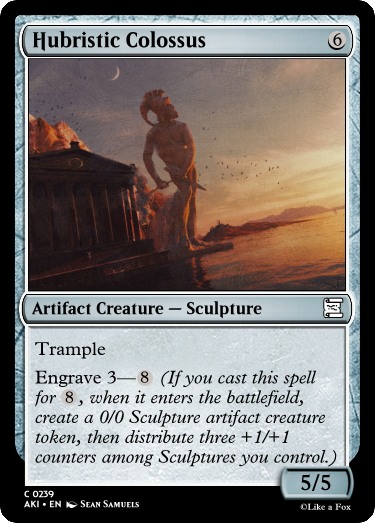 Hubristic Colossus 6
Artifact Creature — Sculpture
Trample
Engrave 3—8 (If you cast this spell
for 8, when it enters the battlefield,
create a 0/0 Sculpture artifact creature
token, then distribute three +1/+1
counters among Sculptures you control.)
5/5
C 0239
AKI • EN Sean Samuels
©Like a Fox